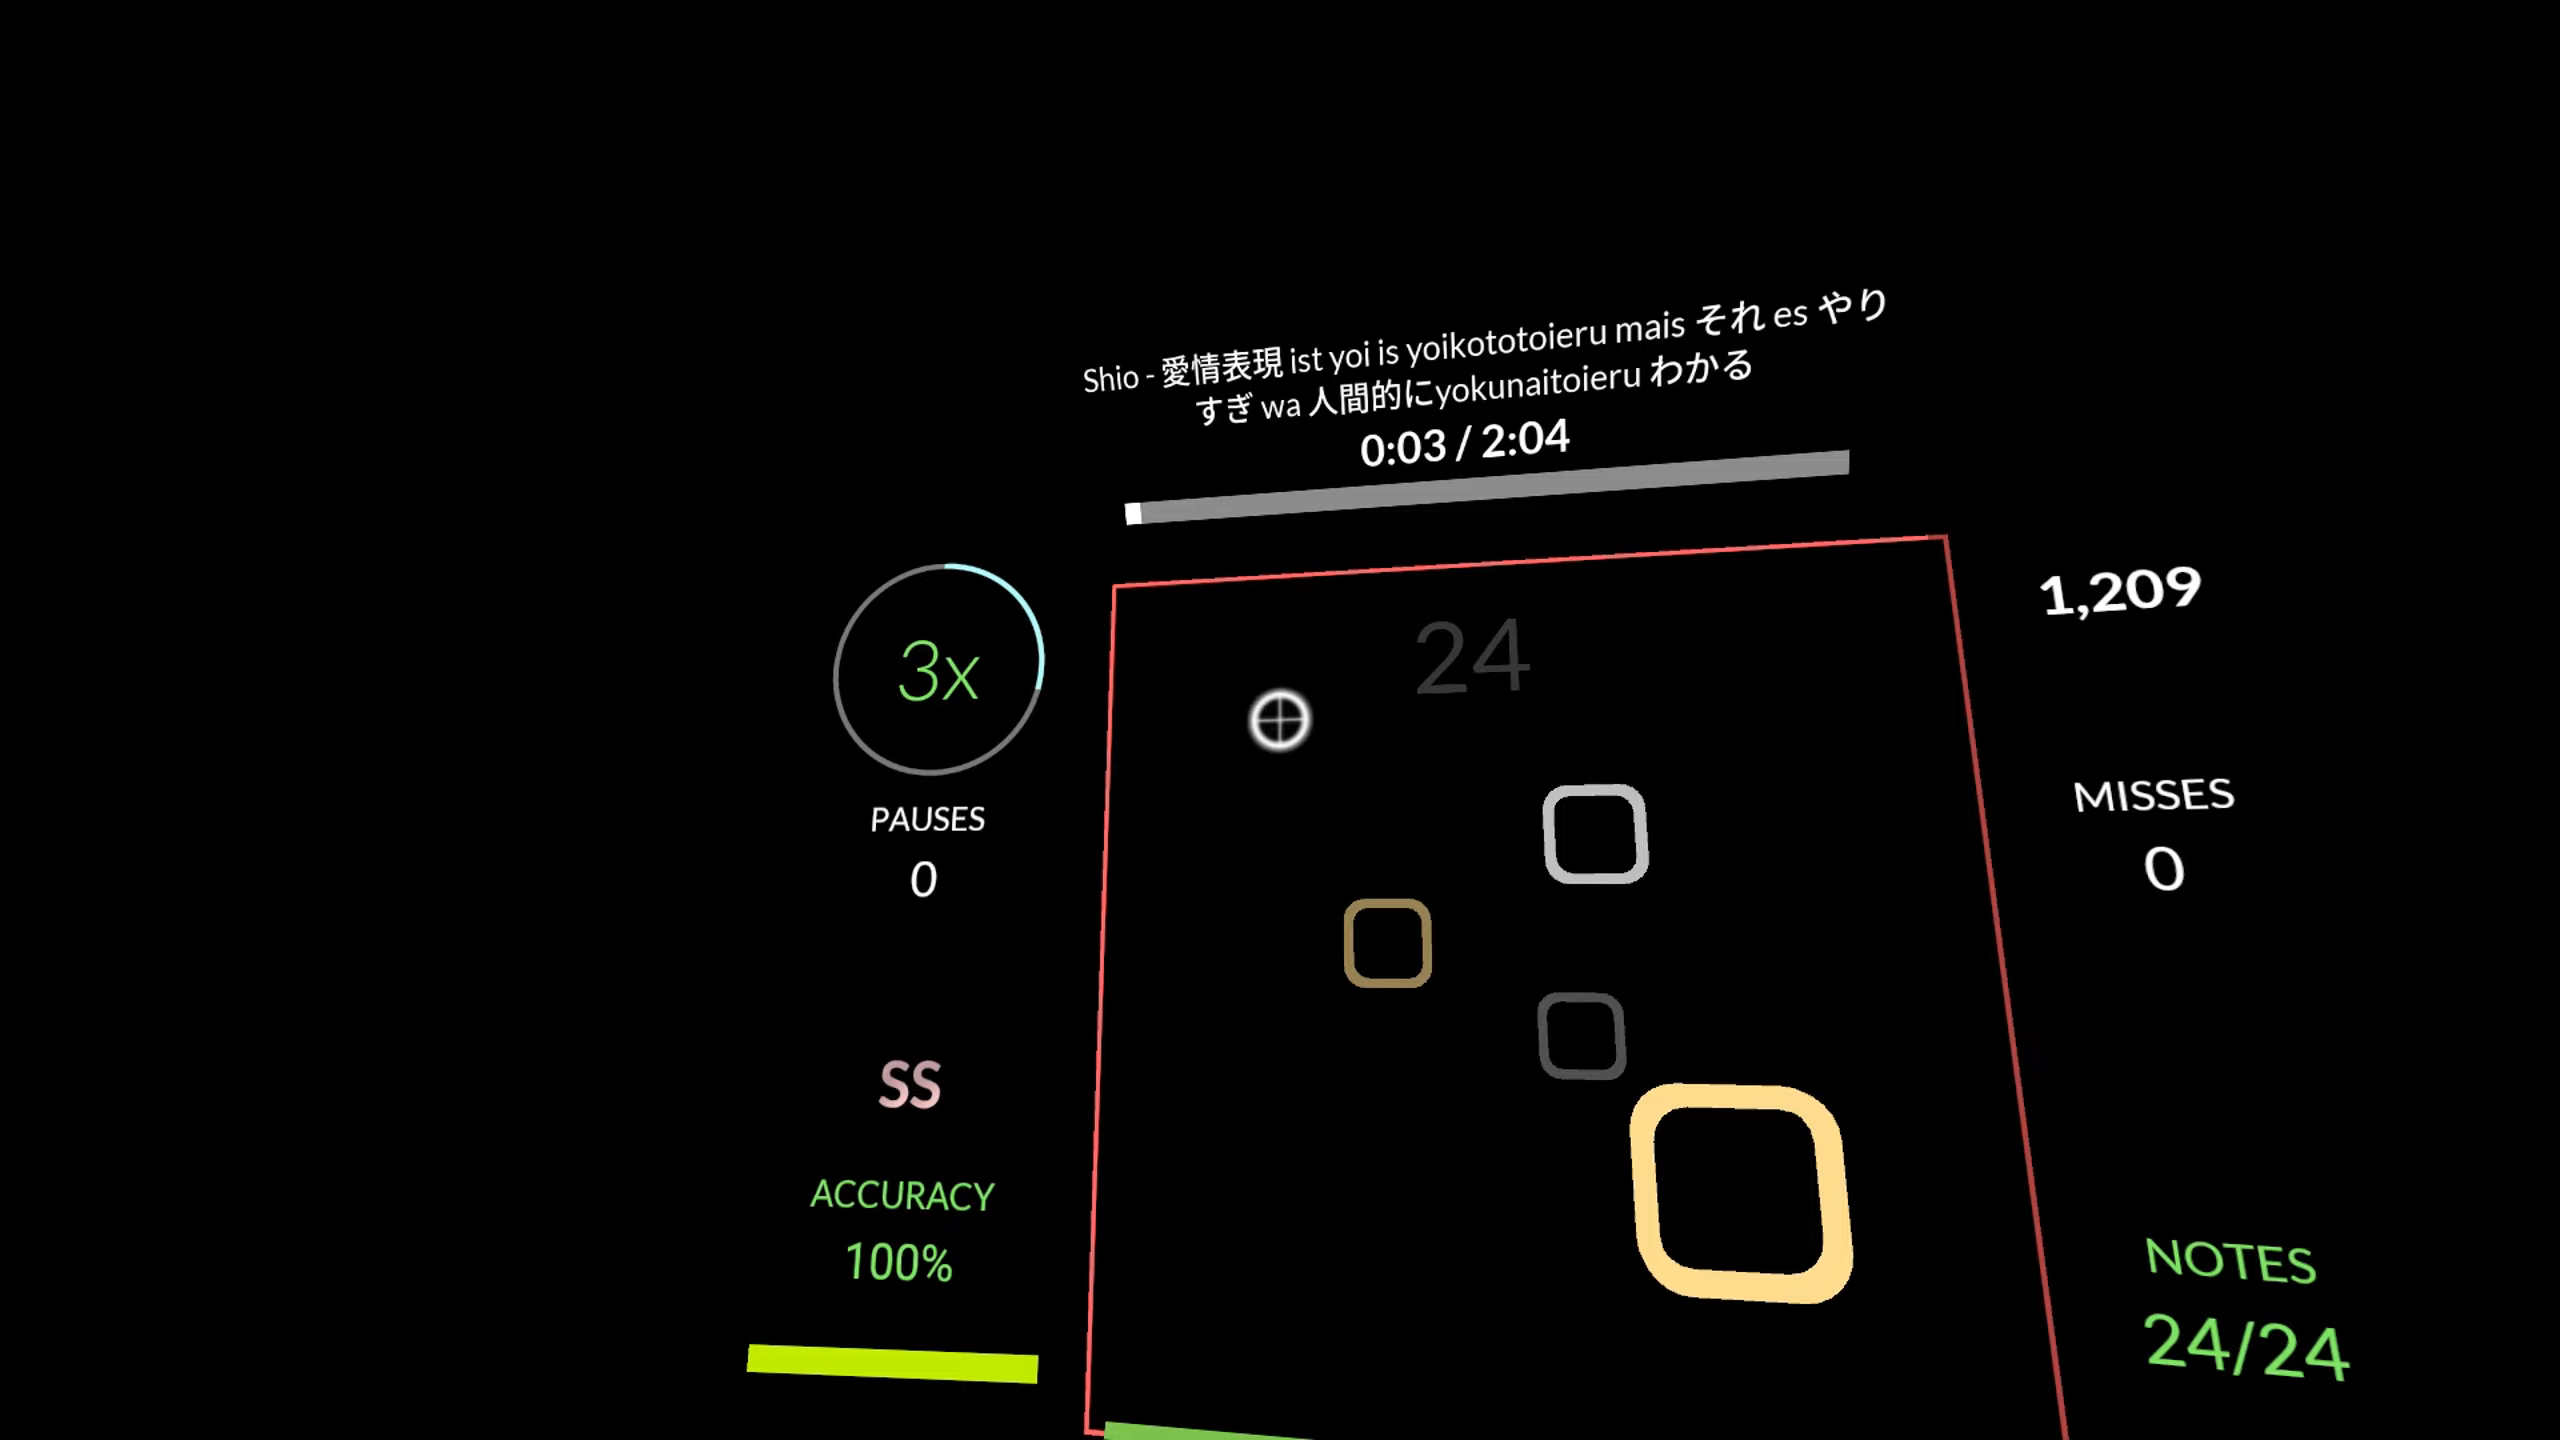 Shio - 愛情表現 ist yoi is yoikototoieru mais それ es やり
すぎ wa 人間的にyokunaitoieru わかる
0:03 / 2:04
3x
PAUSES
0
SS
ACCURACY
100%
24
1,209
MISSES
0
NOTES
24/24